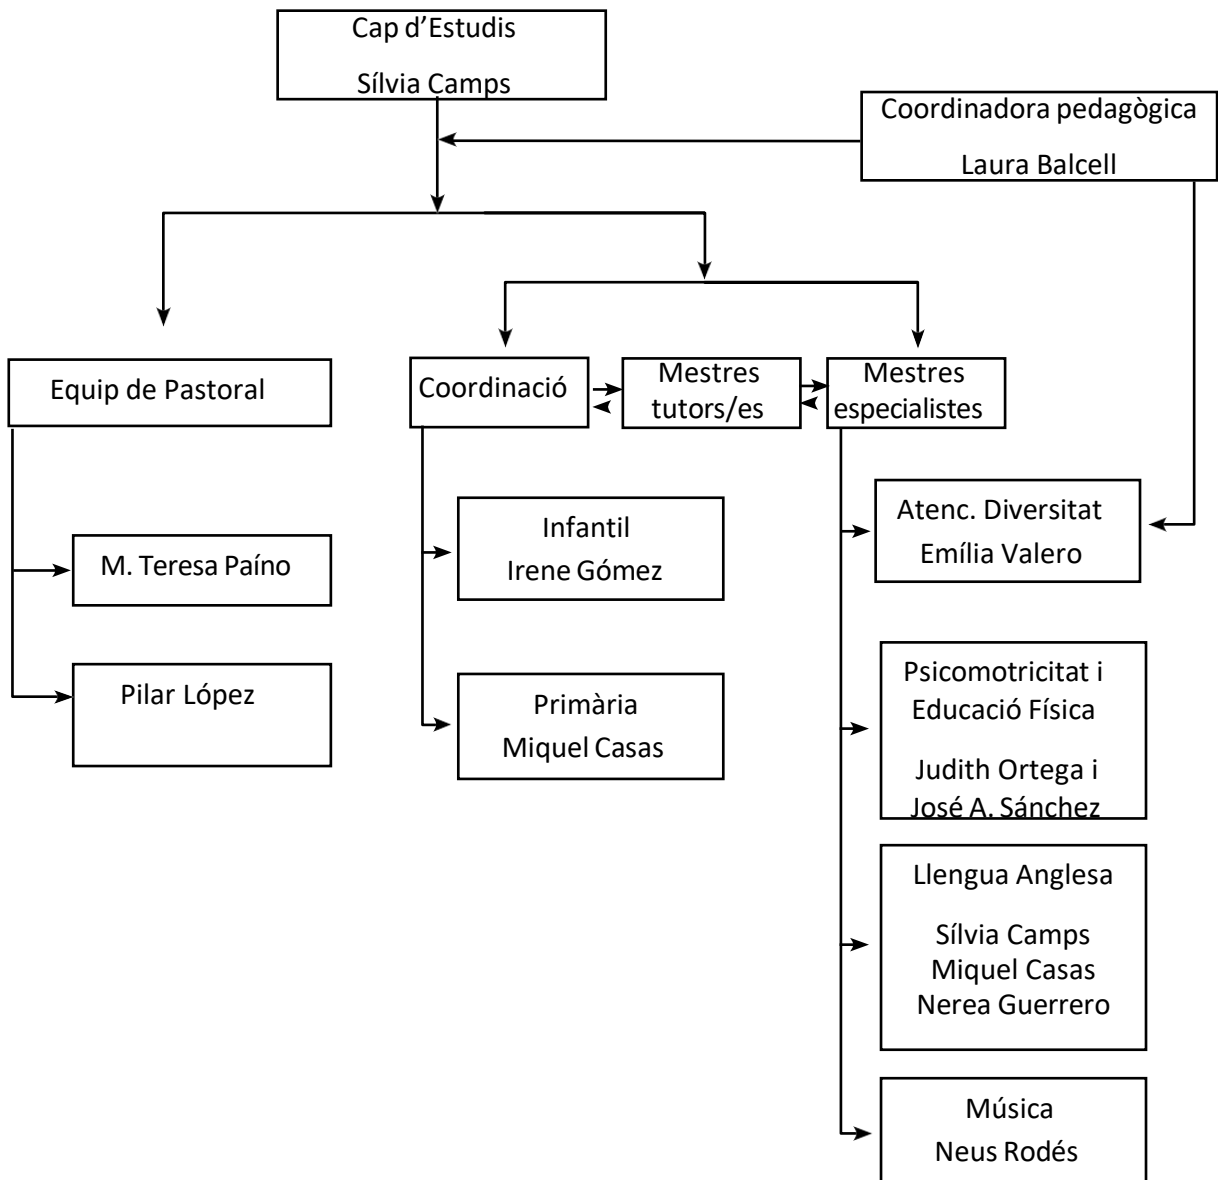 Cap d’Estudis
Sílvia Camps
Coordinadora pedagògica
Laura Balcell
Equip de Pastoral
Coordinació
Mestres
tutors/es
Mestres
especialistes
M. Teresa Paíno
Pilar López
Infantil
Irene Gómez
Primària
Miquel Casas
Atenc. Diversitat
Emília Valero
Psicomotricitat i
Educació Física
Judith Ortega i
José A. Sánchez
Llengua Anglesa
Sílvia Camps
Miquel Casas
Nerea Guerrero
Música
Neus Rodés